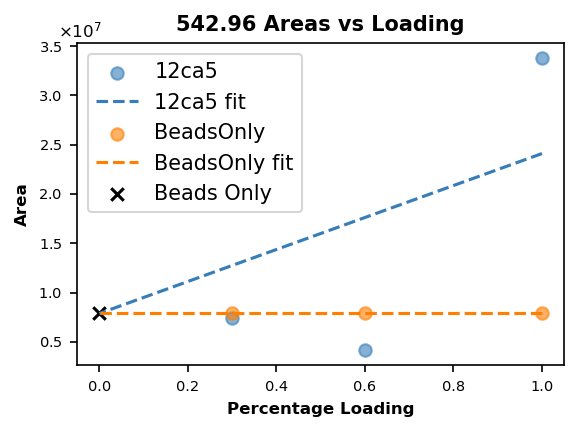 542.96 Areas vs Loading
×10⁷
12ca5
12ca5 fit
BeadsOnly
BeadsOnly fit
Beads Only
3.5
3.0
2.5
2.0
1.5
1.0
0.5
Area
0.0 0.2 0.4 0.6 0.8 1.0
Percentage Loading